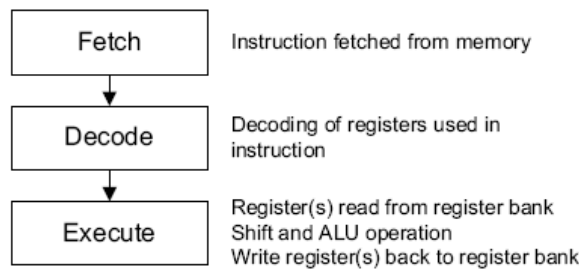 Fetch
Instruction fetched from memory
Decode
Decoding of registers used in
instruction
Execute
Register(s) read from register bank
Shift and ALU operation
Write register(s) back to register bank